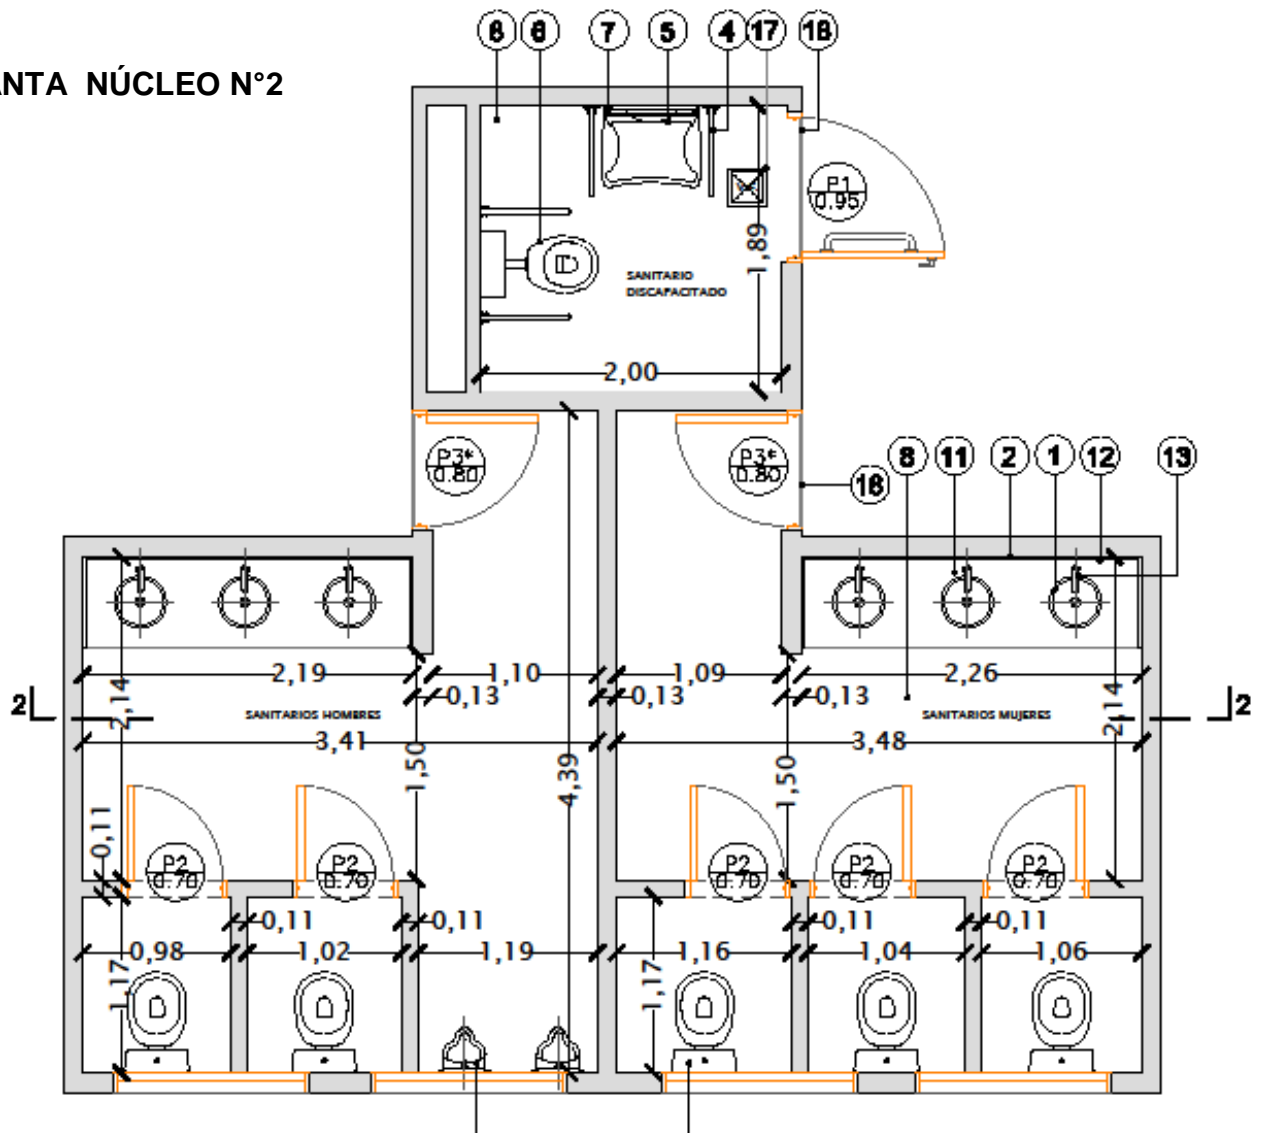 6 6 7 5 4 17 18
ANTA NÚCLEO N°2
P1
0.95
1,89
SANITARIO
DISCAPACITADO
2,00
P3*
0.80
P3*
0.80
8 11 2 1 12 13
16
2,19 1,10 1,09 2,26
0,13 0,13 0,13
2,14 2,14
2 2
SANITARIOS HOMBRES SANITARIOS MUJERES
3,41 3,48
1,50 4,39 1,50
0,11
P2
0.70
P2
0.70
P2
0.70
P2
0.70
P2
0.70
0,11 0,11 0,11 0,11
0,98 1,02 1,19 1,16 1,04 1,06
1,17 1,17